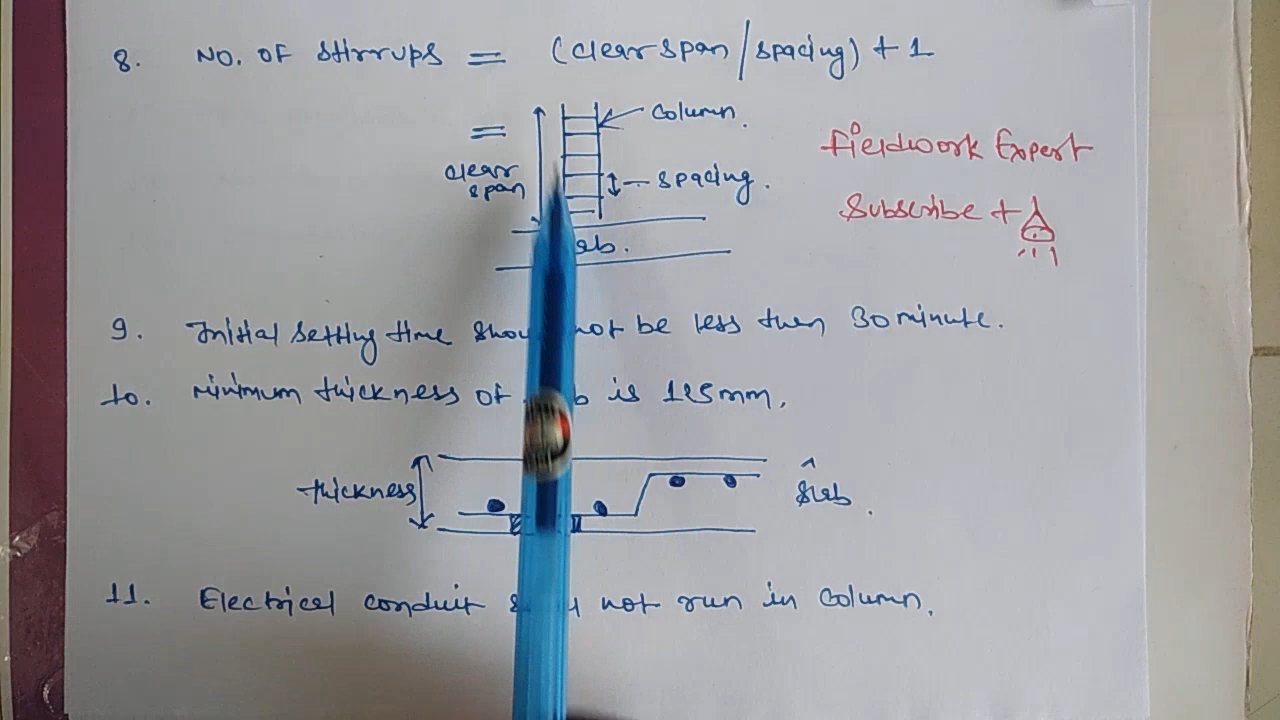 8. NO. OF Stirrups = (clear span/spacing) + 1
= column.
clear span
spacing.
Fieldwork Expert
Subscribe +
9. Initial setting time not be less then 30 minute.
10. Minimum thickness of is 125mm.
thickness
Slab.
11. Electrical conduit not run in column.